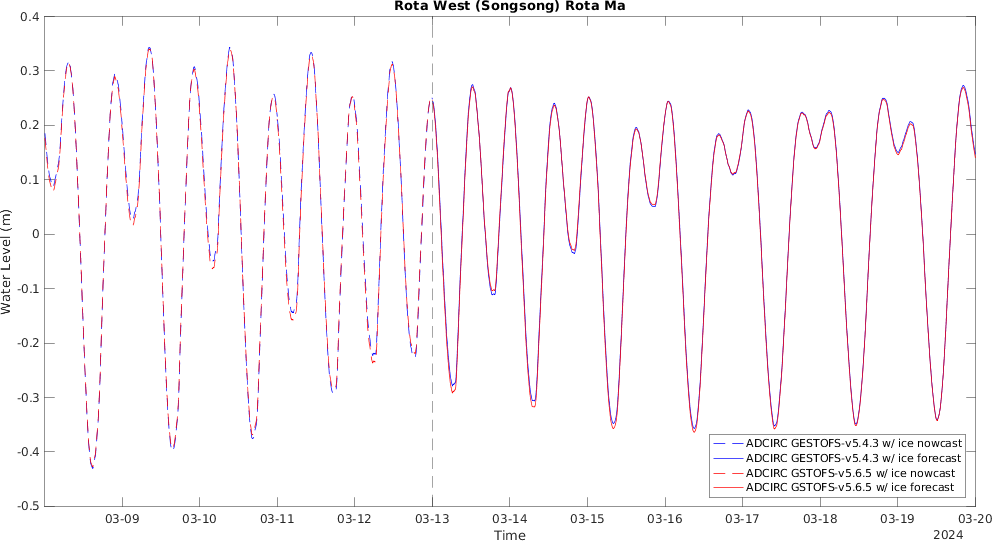 Rota West (Songsong) Rota Ma
0.4
0.3
0.2
0.1
0
-0.1
-0.2
-0.3
-0.4
-0.5
Water Level (m)
ADCIRC GESTOFS-v5.4.3 w/ ice nowcast
ADCIRC GESTOFS-v5.4.3 w/ ice forecast
ADCIRC GSTOFS-v5.6.5 w/ ice nowcast
ADCIRC GSTOFS-v5.6.5 w/ ice forecast
03-09 03-10 03-11 03-12 03-13 03-14 03-15 03-16 03-17 03-18 03-19 03-20
Time
2024